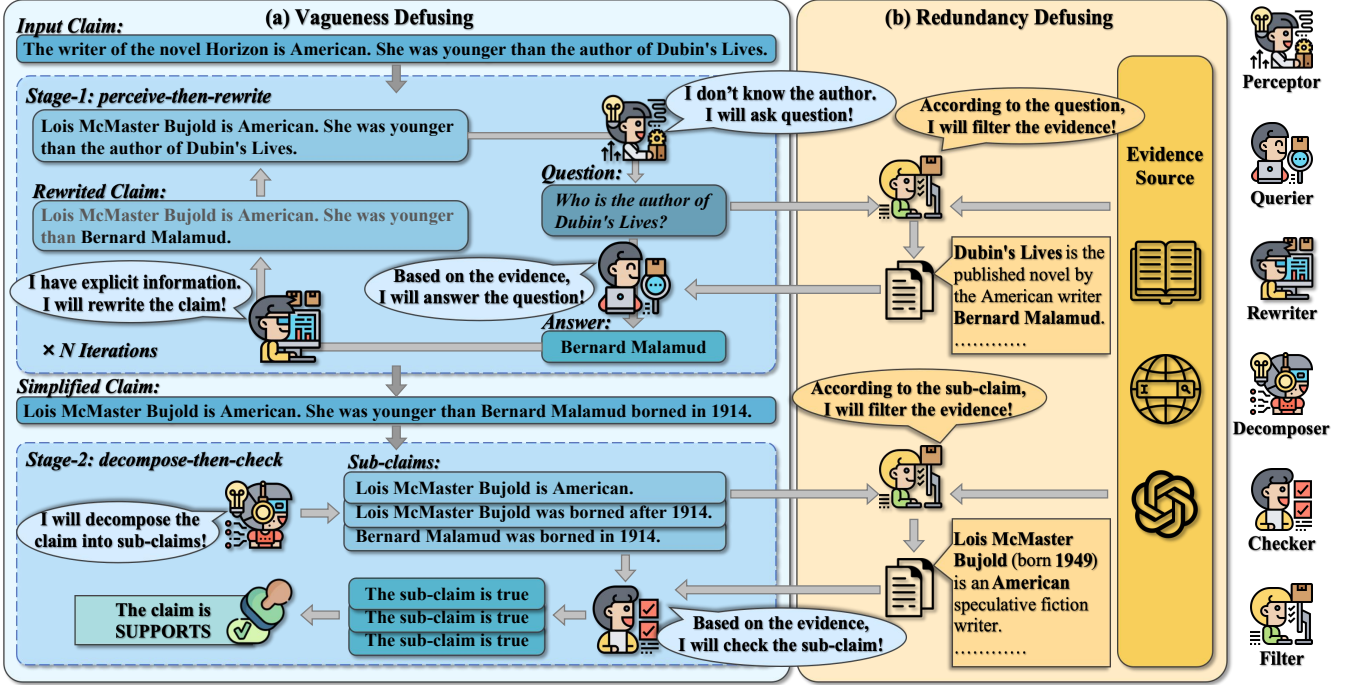 (a) Vagueness Defusing
Input Claim:
The writer of the novel Horizon is American. She was younger than the author of Dubin's Lives.
Stage-1: perceive-then-rewrite
Lois McMaster Bujold is American. She was younger
than the author of Dubin's Lives.
I don't know the author.
I will ask question!
Question:
Who is the author of
Dubin's Lives?
Rewrited Claim:
Lois McMaster Bujold is American. She was younger
than Bernard Malamud.
I have explicit information.
I will rewrite the claim!
Based on the evidence,
I will answer the question!
Answer:
Bernard Malamud
× N Iterations
Simplified Claim:
Lois McMaster Bujold is American. She was younger than Bernard Malamud borned in 1914.
Stage-2: decompose-then-check
Sub-claims:
Lois McMaster Bujold is American.
Lois McMaster Bujold was borned after 1914.
Bernard Malamud was borned in 1914.
I will decompose the
claim into sub-claims!
The sub-claim is true
The sub-claim is true
The sub-claim is true
The claim is
SUPPORTS
Based on the evidence,
I will check the sub-claim!
(b) Redundancy Defusing
According to the question,
I will filter the evidence!
Evidence
Source
Dubin's Lives is the
published novel by
the American writer
Bernard Malamud.
............
According to the sub-claim,
I will filter the evidence!
Lois McMaster
Bujold (born 1949)
is an American
speculative fiction
writer.
............
Perceptor
Querier
Rewriter
Decomposer
Checker
Filter